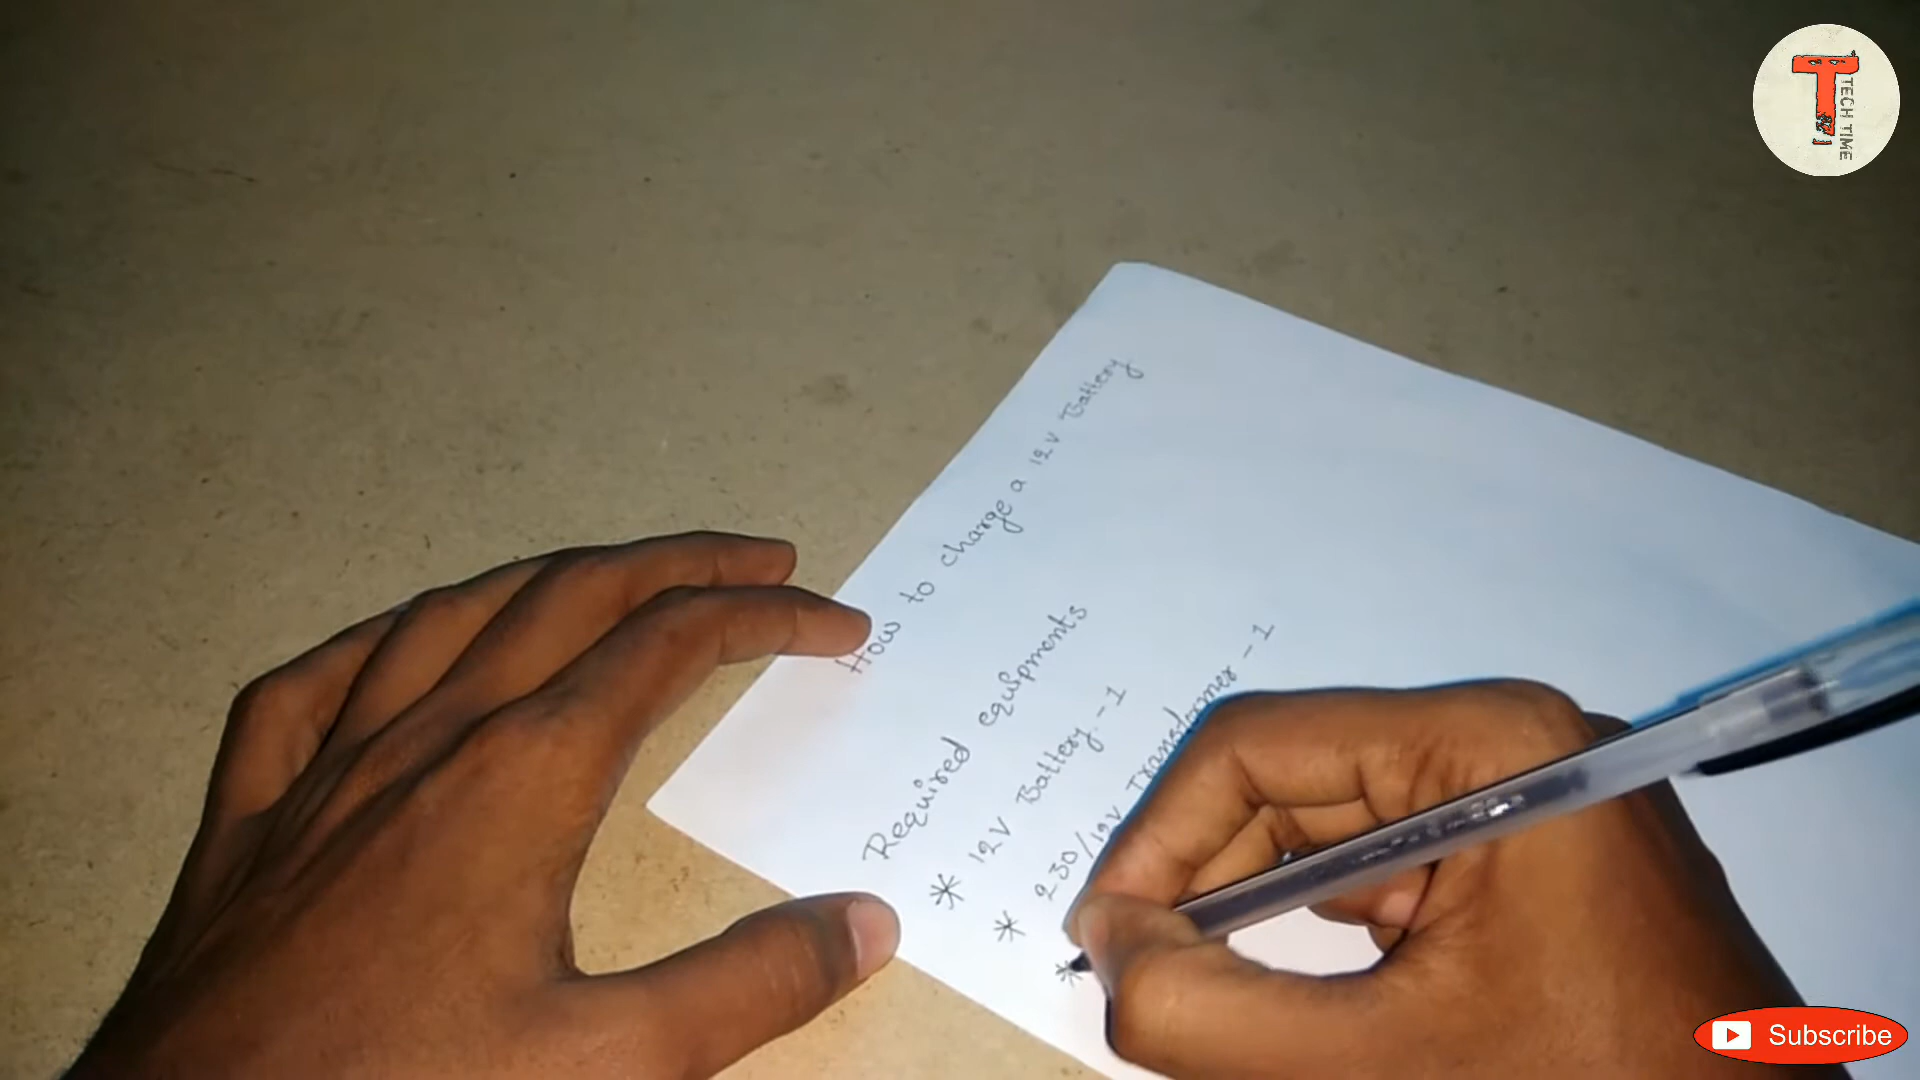 How to charge a 12V Battery
Required equipments
* 12V Battery - 1
* 230/12V Transformer - 1
*
TECH TIME
Subscribe